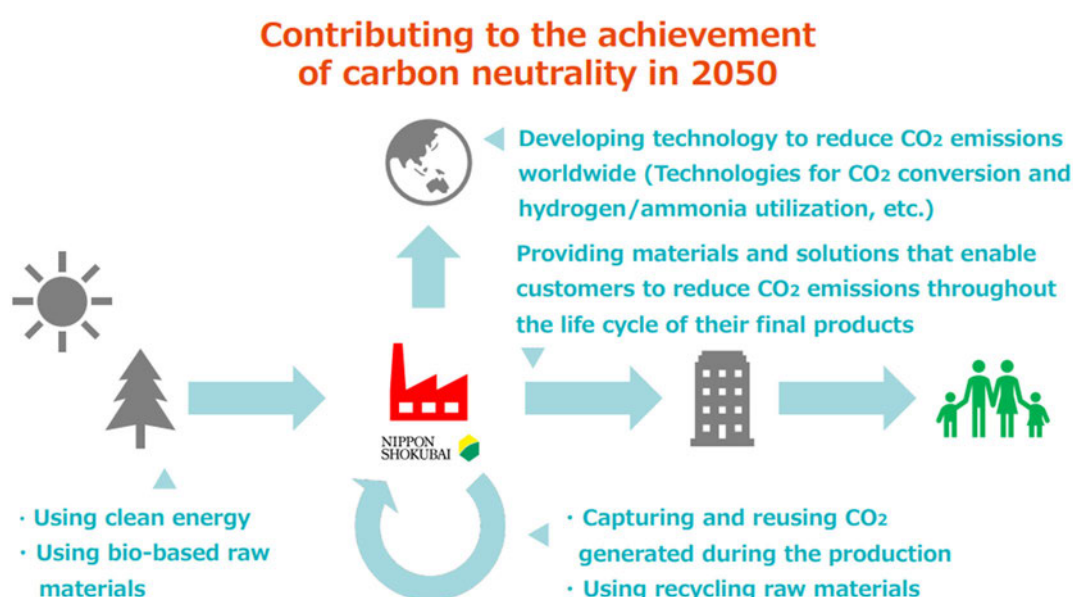 Contributing to the achievement
of carbon neutrality in 2050
Developing technology to reduce CO2 emissions
worldwide (Technologies for CO2 conversion and
hydrogen/ammonia utilization, etc.)
Providing materials and solutions that enable
customers to reduce CO2 emissions throughout
the life cycle of their final products
NIPPON
SHOKUBAI
· Using clean energy
· Using bio-based raw
materials
· Capturing and reusing CO2
generated during the production
· Using recycling raw materials